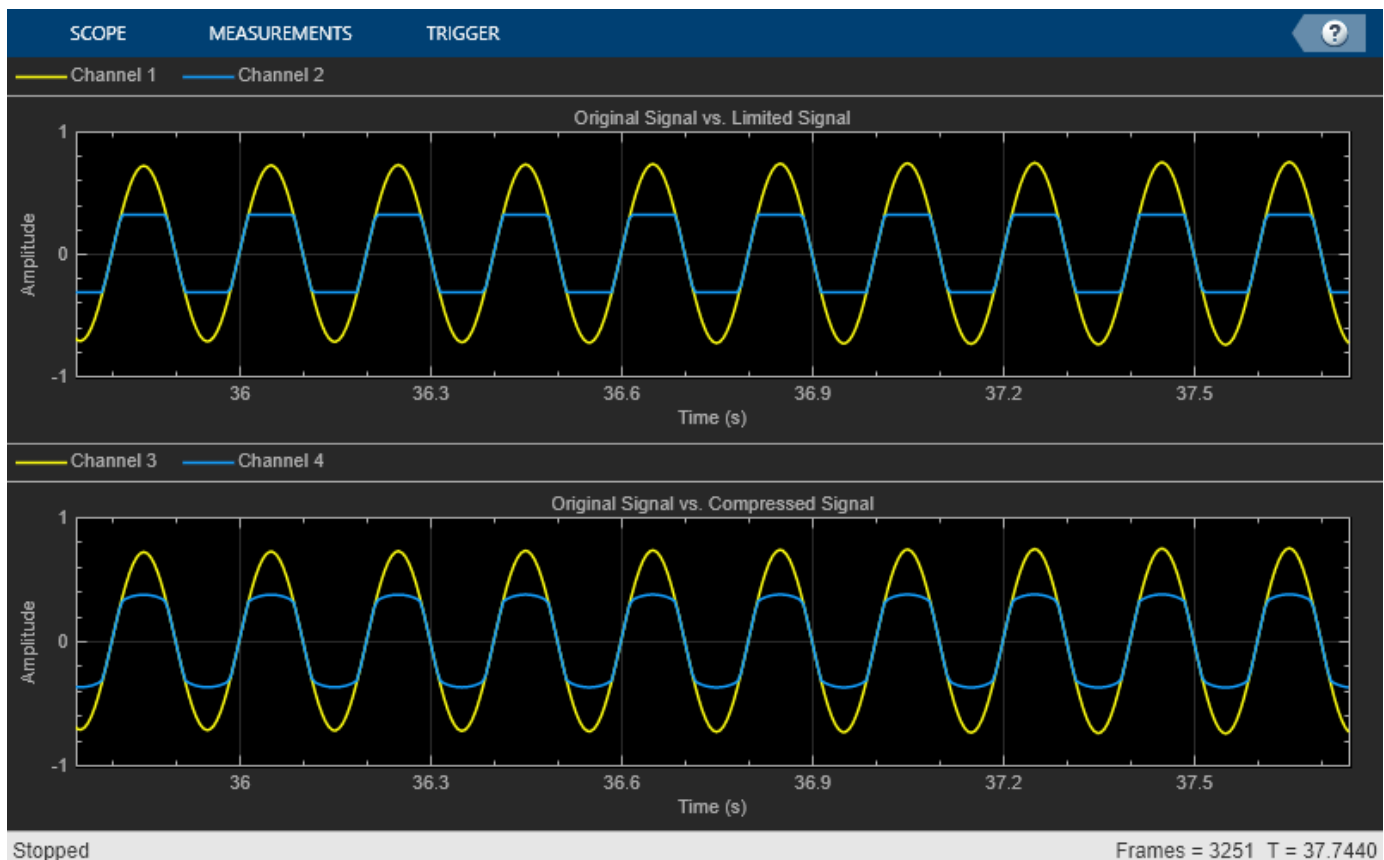 SCOPE MEASUREMENTS TRIGGER ?
Channel 1 Channel 2
Original Signal vs. Limited Signal
1
0
-1
Amplitude
36 36.3 36.6 36.9 37.2 37.5
Time (s)
Channel 3 Channel 4
Original Signal vs. Compressed Signal
1
0
-1
Amplitude
36 36.3 36.6 36.9 37.2 37.5
Time (s)
Stopped Frames = 3251 T = 37.7440